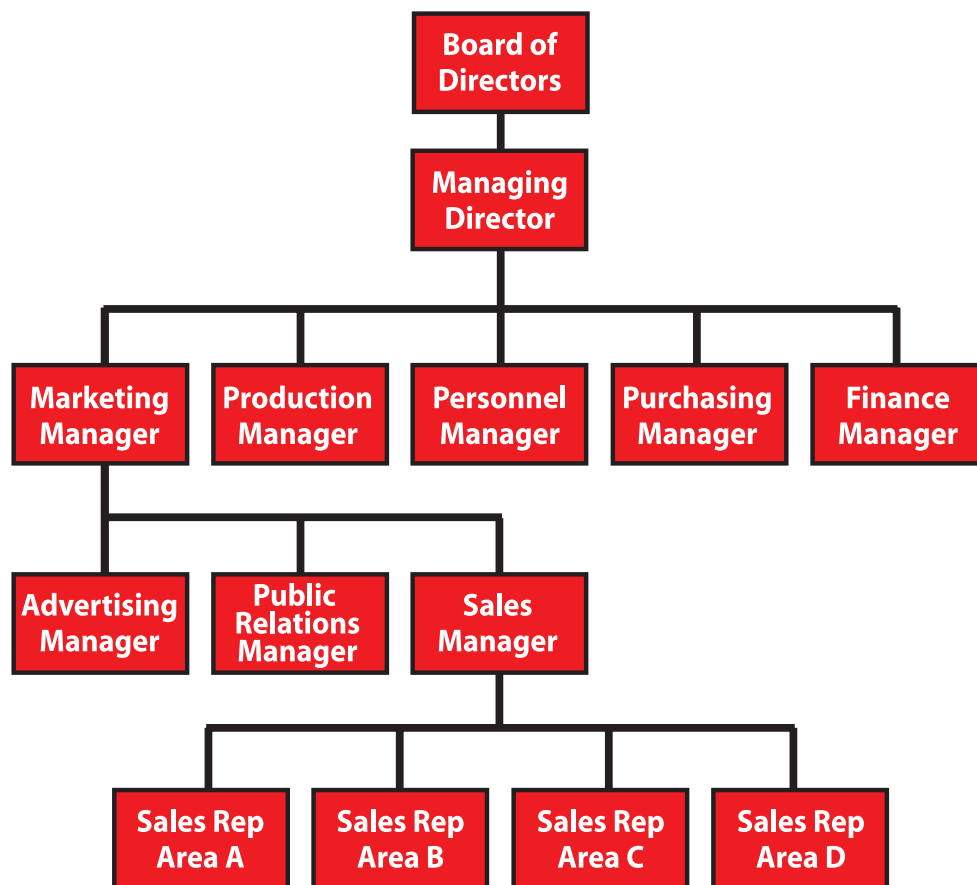 Board of
Directors
Managing
Director
Marketing
Manager
Production
Manager
Personnel
Manager
Purchasing
Manager
Finance
Manager
Advertising
Manager
Public
Relations
Manager
Sales
Manager
Sales Rep
Area A
Sales Rep
Area B
Sales Rep
Area C
Sales Rep
Area D